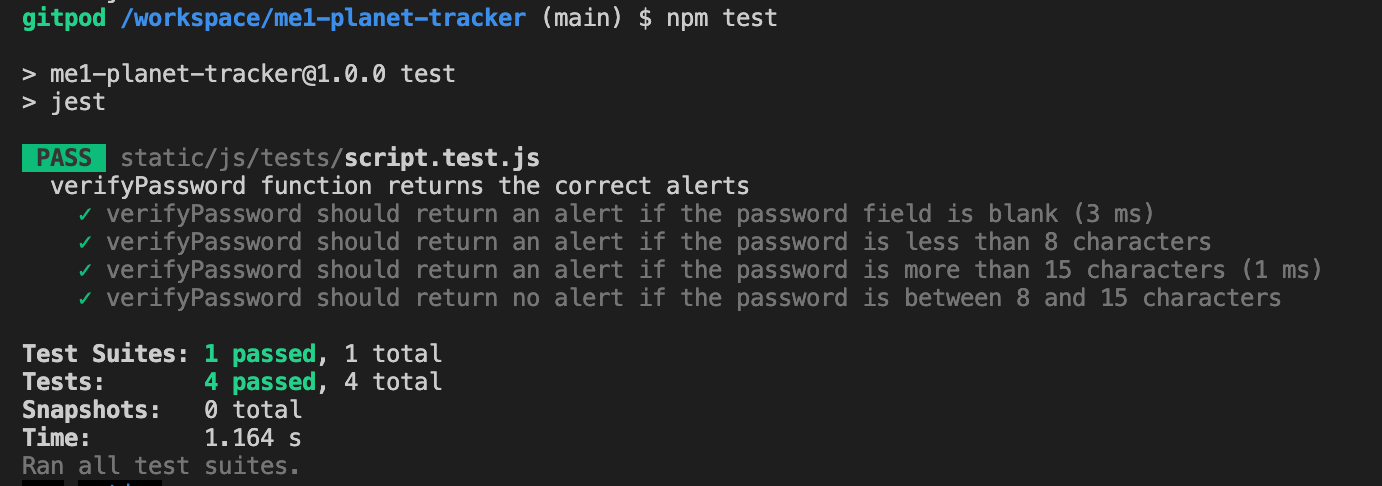 gitpod /workspace/me1-planet-tracker (main) $ npm test
> me1-planet-tracker@1.0.0 test
> jest
PASS static/js/tests/script.test.js
verifyPassword function returns the correct alerts
✓ verifyPassword should return an alert if the password field is blank (3 ms)
✓ verifyPassword should return an alert if the password is less than 8 characters
✓ verifyPassword should return an alert if the password is more than 15 characters (1 ms)
✓ verifyPassword should return no alert if the password is between 8 and 15 characters
Test Suites: 1 passed, 1 total
Tests: 4 passed, 4 total
Snapshots: 0 total
Time: 1.164 s
Ran all test suites.